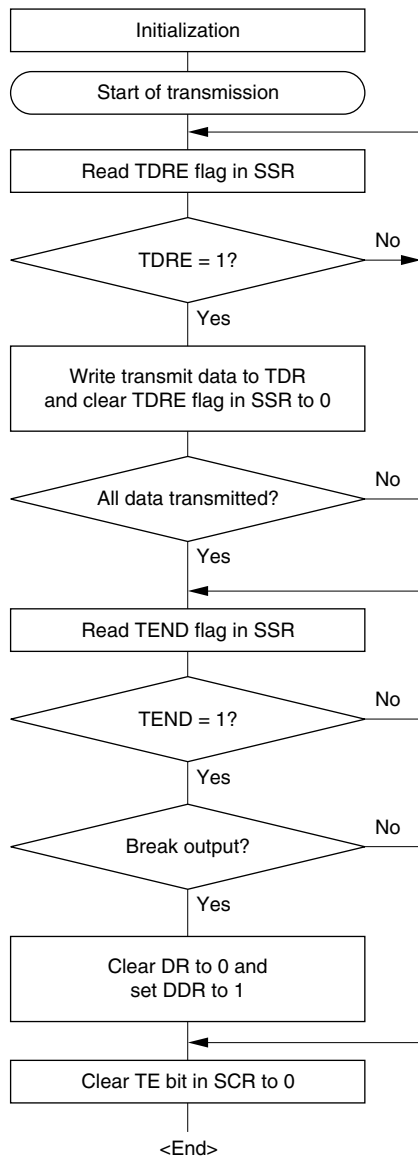 Initialization
Start of transmission
Read TDRE flag in SSR
TDRE = 1?
No
Yes
Write transmit data to TDR
and clear TDRE flag in SSR to 0
All data transmitted?
No
Yes
Read TEND flag in SSR
TEND = 1?
No
Yes
Break output?
No
Yes
Clear DR to 0 and
set DDR to 1
Clear TE bit in SCR to 0
<End>